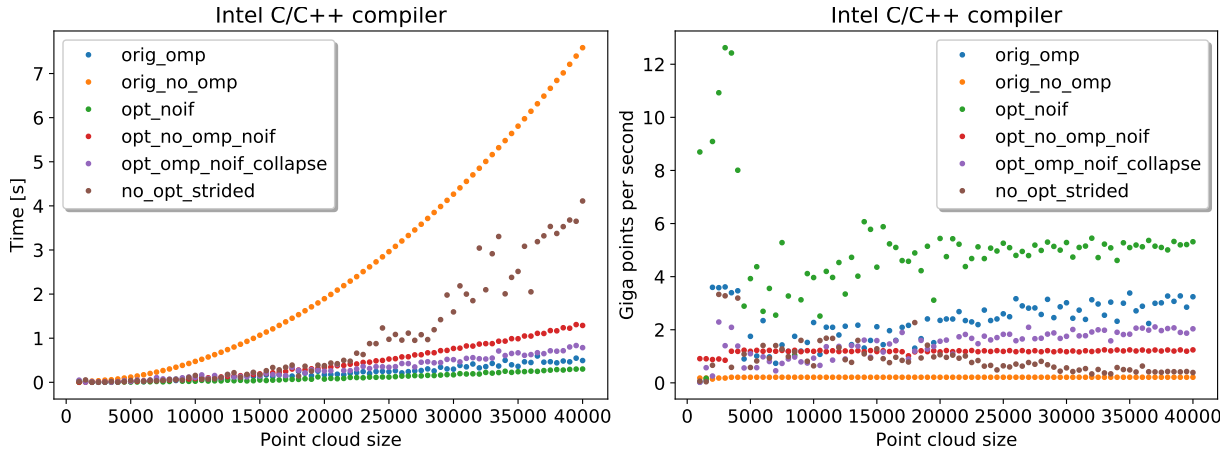 Intel C/C++ compiler
orig_omp
orig_no_omp
opt_noif
opt_no_omp_noif
opt_omp_noif_collapse
no_opt_strided
Time [s]
7
6
5
4
3
2
1
0
0 5000 10000 15000 20000 25000 30000 35000 40000
Point cloud size
Intel C/C++ compiler
orig_omp
orig_no_omp
opt_noif
opt_no_omp_noif
opt_omp_noif_collapse
no_opt_strided
Giga points per second
12
10
8
6
4
2
0
0 5000 10000 15000 20000 25000 30000 35000 40000
Point cloud size